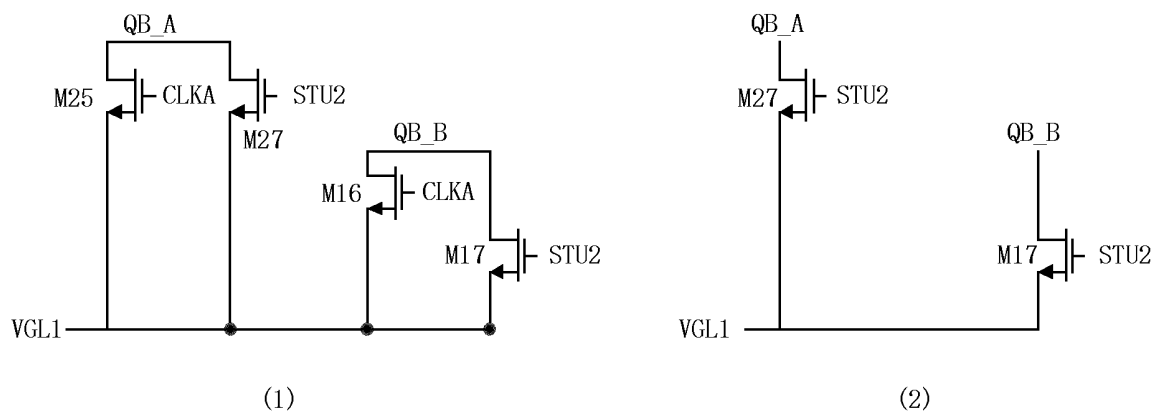 QB_A
M25
CLKA
STU2
M27
QB_B
M16
CLKA
M17
STU2
VGL1
(1)
QB_A
M27
STU2
QB_B
M17
STU2
VGL1
(2)